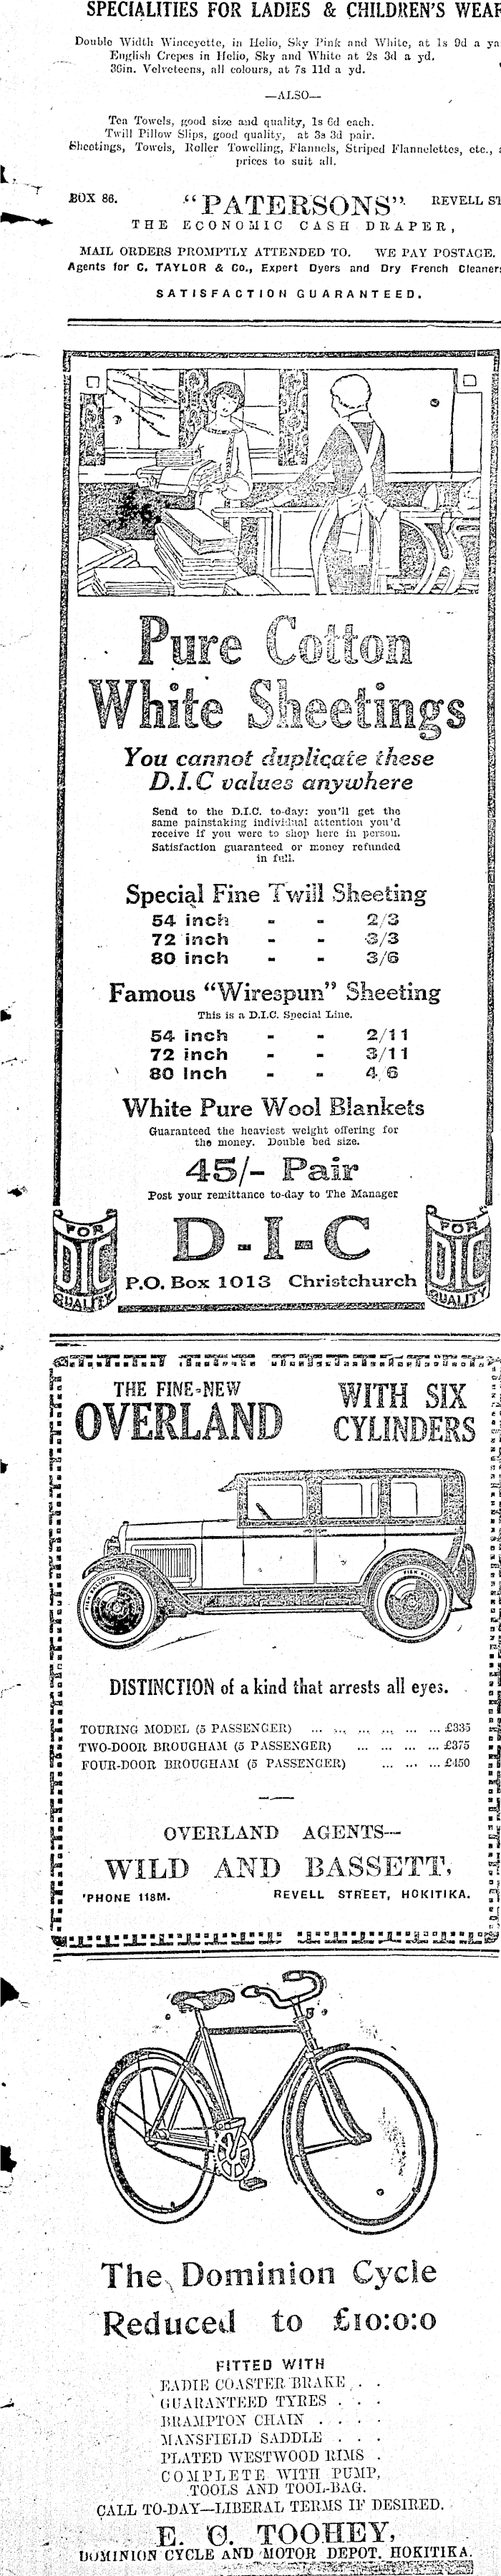 SPECIALITIES FOR LADIES & CHILDREN'S WEAR
Double Width Winceyette, in Helio, Sky Pink and White, at 1s 9d a ya
English Crepes in Helio, Sky and White at 2s 3d a yd.
36in. Velveteens, all colours, at 7s 11d a yd.
—ALSO—
Tea Towels, good size and quality, 1s 6d each.
Twill Pillow Slips, good quality, at 3s 3d pair.
Sheetings, Towels, Roller Towelling, Flannels, Striped Flannelettes, etc.,
prices to suit all.
BOX 86. "PATERSONS" REVELL ST
THE ECONOMIC CASH DRAPER,
MAIL ORDERS PROMPTLY ATTENDED TO. WE PAY POSTAGE.
Agents for C. TAYLOR & Co., Expert Dyers and Dry French Cleaners
SATISFACTION GUARANTEED.
Pure Cotton
White Sheetings
You cannot duplicate these
D.I.C values anywhere
Send to the D.I.C. to-day: you'll get the
same painstaking individual attention you'd
receive if you were to shop here in person.
Satisfaction guaranteed or money refunded
in full.
Special Fine Twill Sheeting
54 inch - - 2/3
72 inch - - 3/3
80 inch - - 3/6
Famous "Wirespun" Sheeting
This is a D.I.C. Special Line.
54 inch - - 2/11
72 inch - - 3/11
80 Inch - - 4/6
White Pure Wool Blankets
Guaranteed the heaviest weight offering for
the money. Double bed size.
45/- Pair
Post your remittance to-day to The Manager
FOR DIC QUALITY
D-I-C
FOR DIC QUALITY
P.O. Box 1013 Christchurch
THE FINE-NEW WITH SIX
OVERLAND CYLINDERS
DISTINCTION of a kind that arrests all eyes.
TOURING MODEL (5 PASSENGER) ... ... ... ... ... ... £335
TWO-DOOR BROUGHAM (5 PASSENGER) ... ... ... ... £375
FOUR-DOOR BROUGHAM (5 PASSENGER) ... ... ... £450
OVERLAND AGENTS—
WILD AND BASSETT,
'PHONE 118M. REVELL STREET, HOKITIKA.
The Dominion Cycle
Reduced to £10:0:0
FITTED WITH
EADIE COASTER BRAKE . .
GUARANTEED TYRES . . .
BRAMPTON CHAIN . . . .
MANSFIELD SADDLE . . .
PLATED WESTWOOD RIMS .
COMPLETE WITH PUMP,
TOOLS AND TOOL-BAG.
CALL TO-DAY—LIBERAL TERMS IF DESIRED.
E. C. TOOHEY,
DOMINION CYCLE AND MOTOR DEPOT. HOKITIKA.